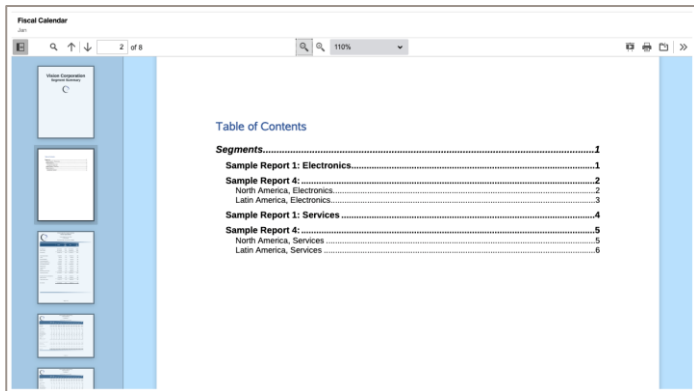 Fiscal Calendar
Jan
2 of 8
110%
Vision Corporation
Segment Summary
Table of Contents
Segments 1
Sample Report 1: Electronics 1
Sample Report 4: 2
North America, Electronics 2
Latin America, Electronics 3
Sample Report 1: Services 4
Sample Report 4: 5
North America, Services 5
Latin America, Services 6